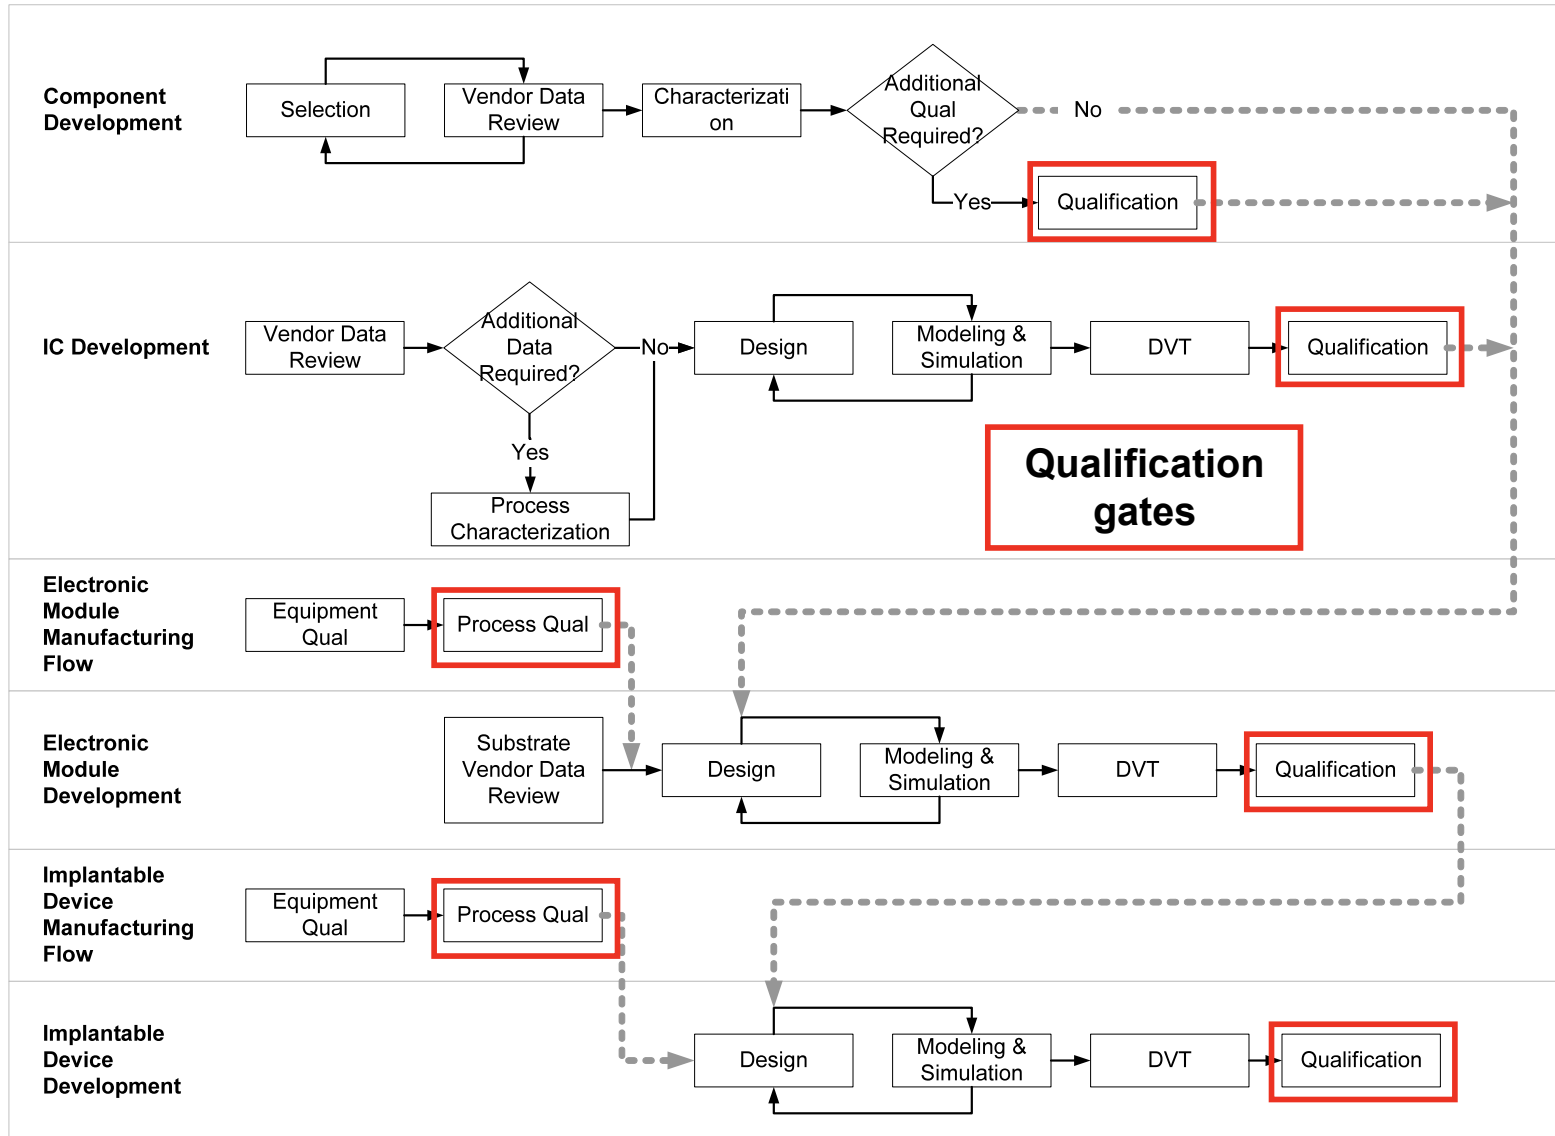 Component
Development
Selection
Vendor Data
Review
Characterizati
on
Additional
Qual
Required?
No
Yes
Qualification
IC Development
Vendor Data
Review
Additional
Data
Required?
No
Yes
Process
Characterization
Design
Modeling &
Simulation
DVT
Qualification
Qualification
gates
Electronic
Module
Manufacturing
Flow
Equipment
Qual
Process Qual
Electronic
Module
Development
Substrate
Vendor Data
Review
Design
Modeling &
Simulation
DVT
Qualification
Implantable
Device
Manufacturing
Flow
Equipment
Qual
Process Qual
Implantable
Device
Development
Design
Modeling &
Simulation
DVT
Qualification